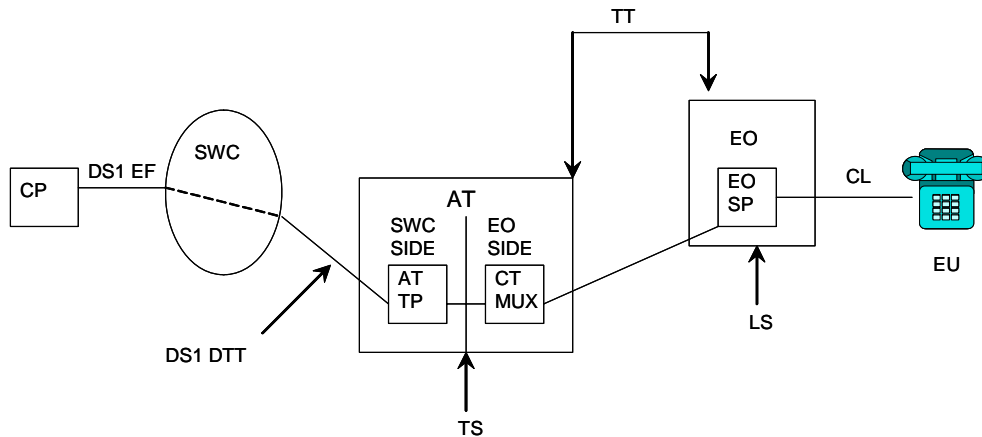 TT
SWC
EO
DS1 EF
CP
EO
SP
CL
AT
SWC
SIDE
EO
SIDE
AT
TP
CT
MUX
EU
LS
DS1 DTT
TS